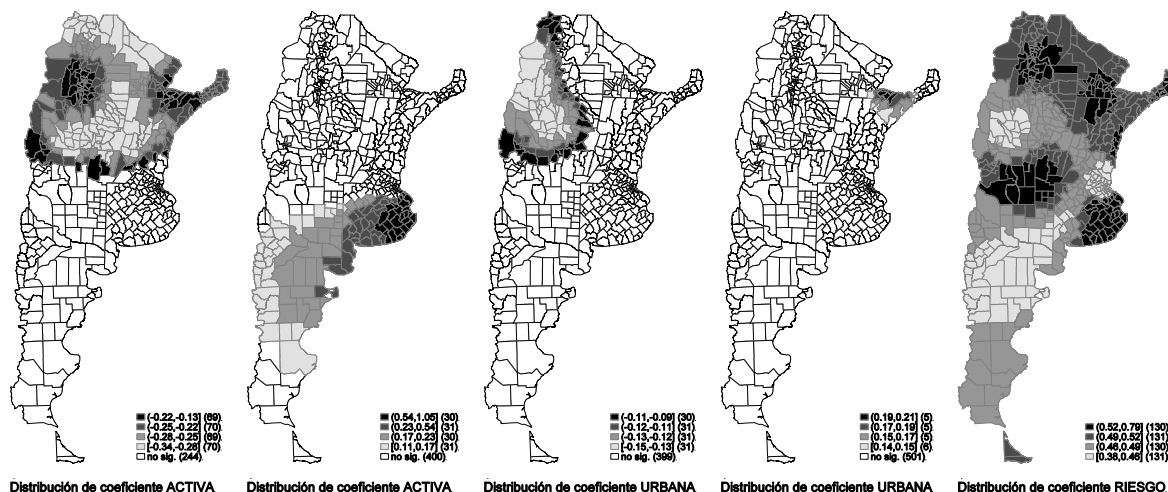 (-0.22,-0.13] (69)
(-0.25,-0.22] (70)
(-0.28,-0.25] (69)
[-0.34,-0.28] (70)
no sig. (244)
Distribución de coeficiente ACTIVA
(0.54,1.05] (30)
(0.23,0.54] (31)
(0.17,0.23] (30)
[0.11,0.17] (31)
no sig. (400)
Distribución de coeficiente ACTIVA
(-0.11,-0.09] (30)
(-0.12,-0.11] (31)
(-0.13,-0.12] (31)
[-0.15,-0.13] (31)
no sig. (399)
Distribución de coeficiente URBANA
(0.19,0.21] (5)
(0.17,0.19] (5)
(0.15,0.17] (5)
[0.14,0.15] (6)
no sig. (501)
Distribución de coeficiente URBANA
(0.52,0.79] (130)
(0.49,0.52] (131)
(0.46,0.49] (130)
[0.38,0.46] (131)
Distribución de coeficiente RIESGO